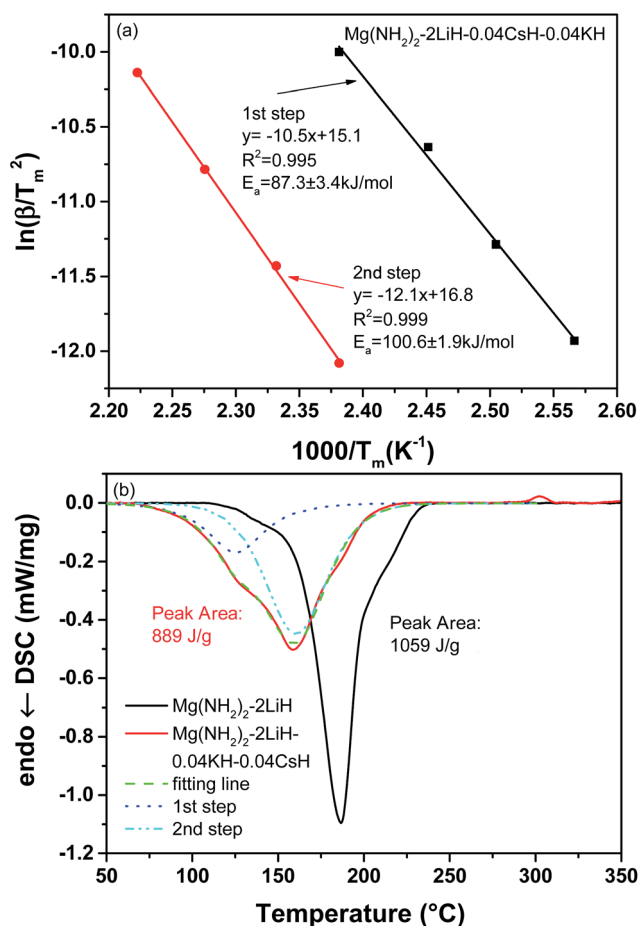 (a)
Mg(NH₂)₂-2LiH-0.04CsH-0.04KH
1st step
y= -10.5x+15.1
R²=0.995
Eₐ=87.3±3.4kJ/mol
2nd step
y= -12.1x+16.8
R²=0.999
Eₐ=100.6±1.9kJ/mol
-10.0
-10.5
-11.0
-11.5
-12.0
ln(β/Tₘ²)
2.20 2.25 2.30 2.35 2.40 2.45 2.50 2.55 2.60
1000/Tₘ(K⁻¹)
(b)
0.0
-0.2
-0.4
-0.6
-0.8
-1.0
-1.2
endo ← DSC (mW/mg)
Peak Area:
889 J/g
Peak Area:
1059 J/g
Mg(NH₂)₂-2LiH
Mg(NH₂)₂-2LiH-
0.04KH-0.04CsH
fitting line
1st step
2nd step
50 100 150 200 250 300 350
Temperature (°C)